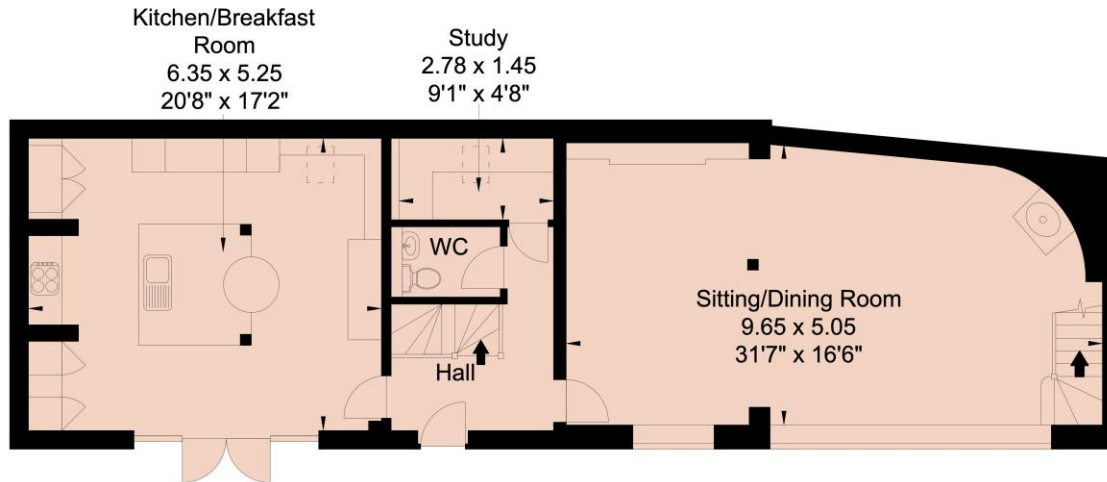 Kitchen/Breakfast
Room
6.35 x 5.25
20'8" x 17'2"
Study
2.78 x 1.45
9'1" x 4'8"
WC
Hall
Sitting/Dining Room
9.65 x 5.05
31'7" x 16'6"